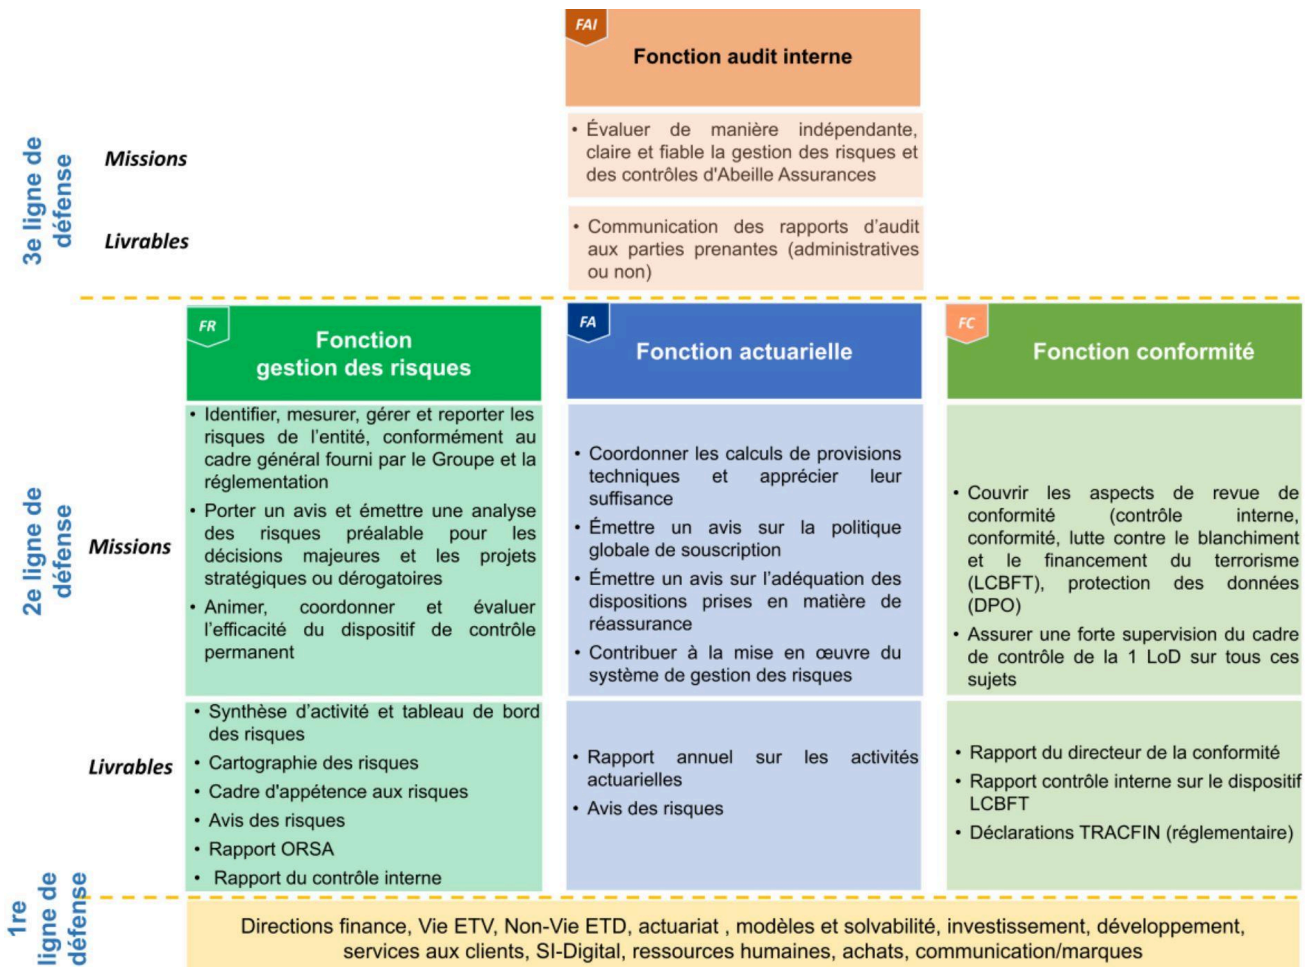 FAI
Fonction audit interne
3e ligne de
défense
Missions
• Évaluer de manière indépendante,
claire et fiable la gestion des risques et
des contrôles d'Abeille Assurances
Livrables
• Communication des rapports d’audit
aux parties prenantes (administratives
ou non)
2e ligne de
défense
FR
Fonction
gestion des risques
FA
Fonction actuarielle
FC
Fonction conformité
Missions
• Identifier, mesurer, gérer et reporter les
risques de l’entité, conformément au
cadre général fourni par le Groupe et la
réglementation
• Porter un avis et émettre une analyse
des risques préalable pour les
décisions majeures et les projets
stratégiques ou dérogatoires
• Animer, coordonner et évaluer
l’efficacité du dispositif de contrôle
permanent
• Coordonner les calculs de provisions
techniques et apprécier leur
suffisance
• Émettre un avis sur la politique
globale de souscription
• Émettre un avis sur l’adéquation des
dispositions prises en matière de
réassurance
• Contribuer à la mise en œuvre du
système de gestion des risques
• Couvrir les aspects de revue de
conformité (contrôle interne,
conformité, lutte contre le blanchiment
et le financement du terrorisme
(LCBFT), protection des données
(DPO)
• Assurer une forte supervision du cadre
de contrôle de la 1 LoD sur tous ces
sujets
Livrables
• Synthèse d’activité et tableau de bord
des risques
• Cartographie des risques
• Cadre d'appétence aux risques
• Avis des risques
• Rapport ORSA
• Rapport du contrôle interne
• Rapport annuel sur les activités
actuarielles
• Avis des risques
• Rapport du directeur de la conformité
• Rapport contrôle interne sur le dispositif
LCBFT
• Déclarations TRACFIN (réglementaire)
1re
ligne de
défense
Directions finance, Vie ETV, Non-Vie ETD, actuariat , modèles et solvabilité, investissement, développement,
services aux clients, SI-Digital, ressources humaines, achats, communication/marques